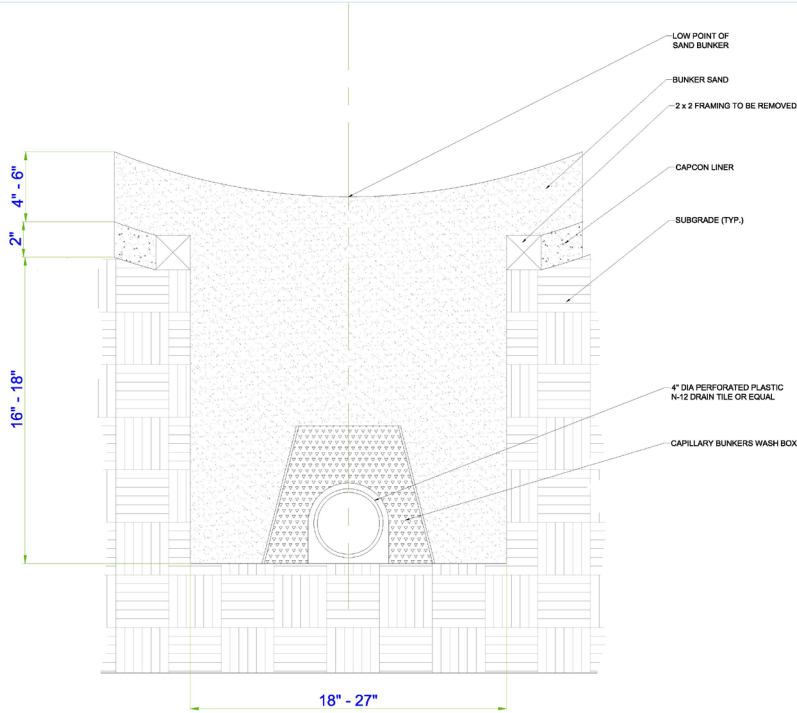 LOW POINT OF
SAND BUNKER
BUNKER SAND
2 x 2 FRAMING TO BE REMOVED
4" - 6"
CAPCON LINER
2"
SUBGRADE (TYP.)
16" - 18"
4" DIA PERFORATED PLASTIC
N-12 DRAIN TILE OR EQUAL
CAPILLARY BUNKERS WASH BOX
18" - 27"